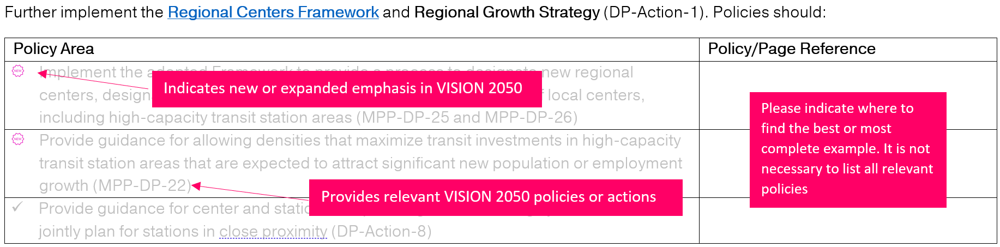 Further implement the Regional Centers Framework and Regional Growth Strategy (DP-Action-1). Policies should:
Policy Area
Policy/Page Reference
NEW
Implement the adopted Framework to provide a process to designate new regional
centers, design
of local centers,
including high-capacity transit station areas (MPP-DP-25 and MPP-DP-26)
Indicates new or expanded emphasis in VISION 2050
NEW
Provide guidance for allowing densities that maximize transit investments in high-capacity
transit station areas that are expected to attract significant new population or employment
growth (MPP-DP-22)
Provides relevant VISION 2050 policies or actions
Provide guidance for center and
jointly plan for stations in close proximity (DP-Action-8)
Please indicate where to
find the best or most
complete example. It is not
necessary to list all relevant
policies